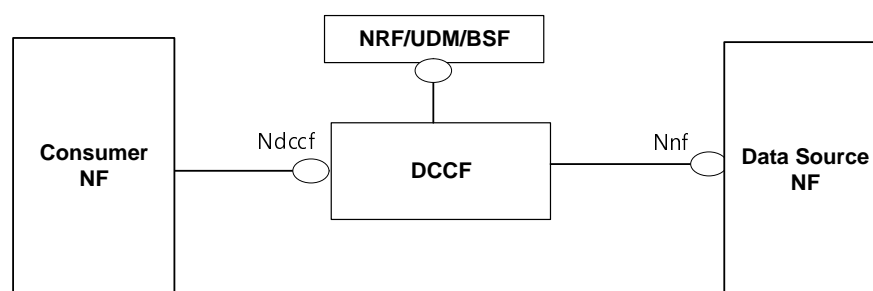 NRF/UDM/BSF
Consumer
NF
Ndccf
DCCF
Nnf
Data Source
NF